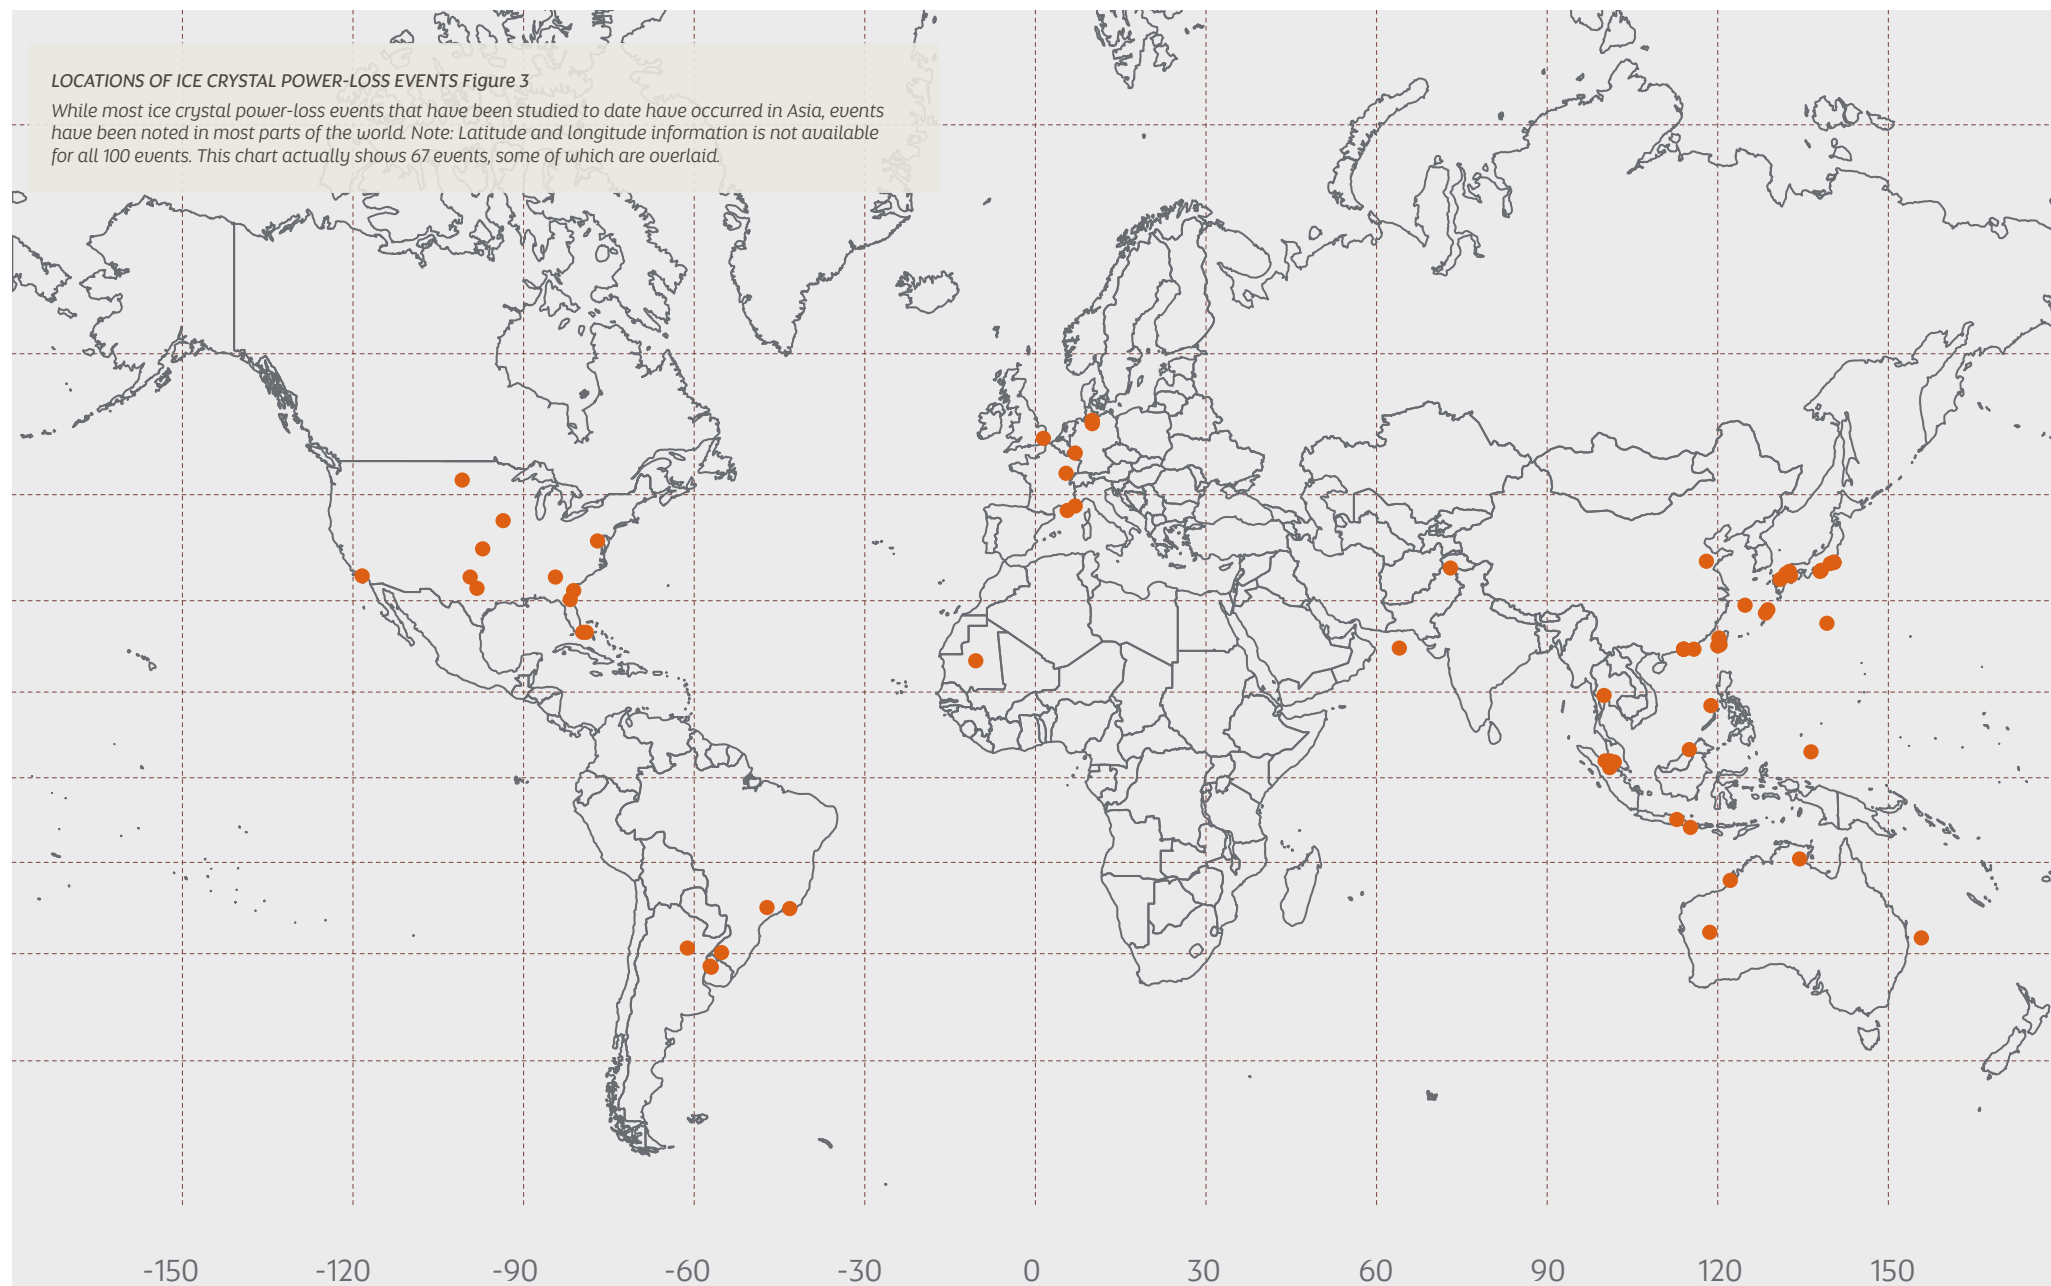 LOCATIONS OF ICE CRYSTAL POWER-LOSS EVENTS Figure 3
While most ice crystal power-loss events that have been studied to date have occurred in Asia, events
have been noted in most parts of the world. Note: Latitude and longitude information is not available
for all 100 events. This chart actually shows 67 events, some of which are overlaid.
-150 -120 -90 -60 -30 0 30 60 90 120 150